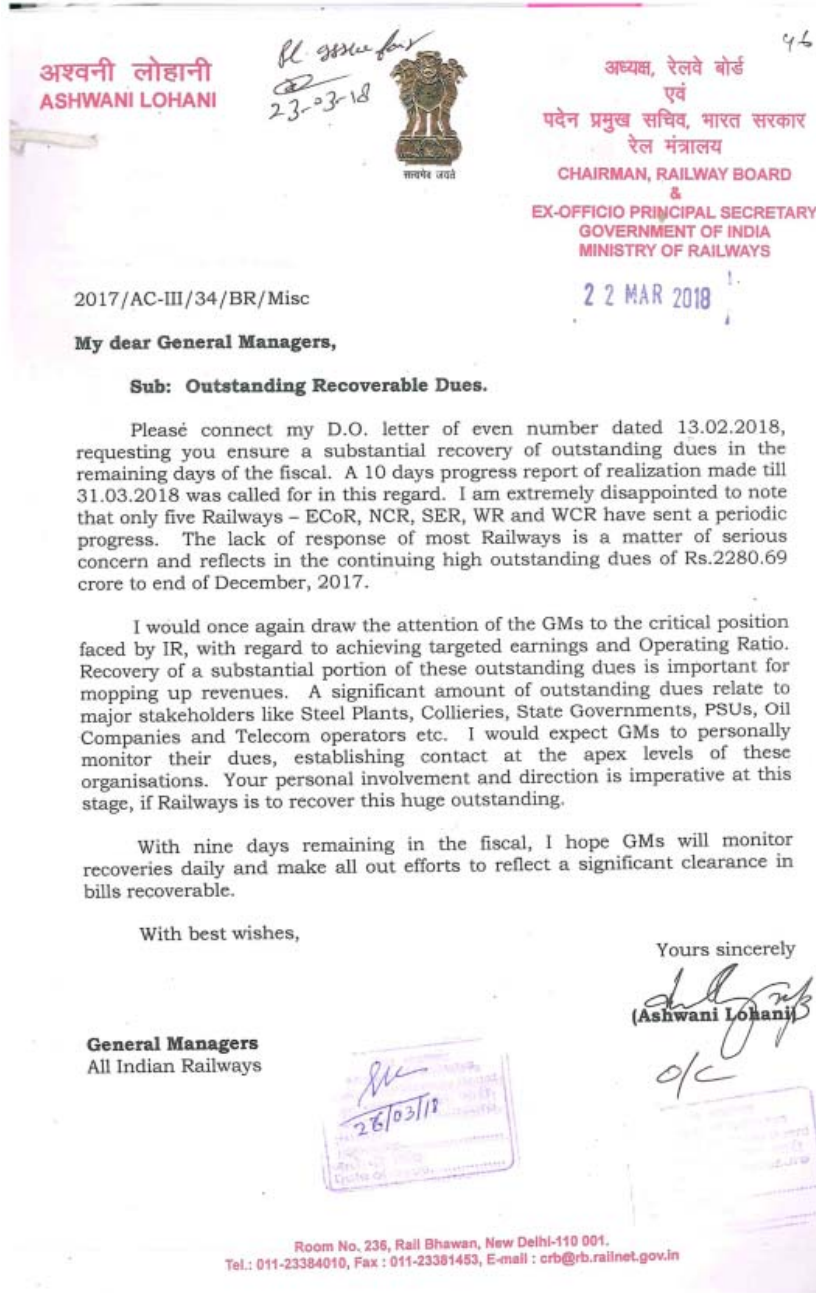 अश्वनी लोहानी
ASHWANI LOHANI
Pl. issue fair
23-03-18
सत्यमेव जयते
46
अध्यक्ष, रेलवे बोर्ड
एवं
पदेन प्रमुख सचिव, भारत सरकार
रेल मंत्रालय
CHAIRMAN, RAILWAY BOARD
&
EX-OFFICIO PRINCIPAL SECRETARY
GOVERNMENT OF INDIA
MINISTRY OF RAILWAYS
2017/AC-III/34/BR/Misc
22 MAR 2018
My dear General Managers,
Sub: Outstanding Recoverable Dues.
Please connect my D.O. letter of even number dated 13.02.2018,
requesting you ensure a substantial recovery of outstanding dues in the
remaining days of the fiscal. A 10 days progress report of realization made till
31.03.2018 was called for in this regard. I am extremely disappointed to note
that only five Railways – ECoR, NCR, SER, WR and WCR have sent a periodic
progress. The lack of response of most Railways is a matter of serious
concern and reflects in the continuing high outstanding dues of Rs.2280.69
crore to end of December, 2017.
I would once again draw the attention of the GMs to the critical position
faced by IR, with regard to achieving targeted earnings and Operating Ratio.
Recovery of a substantial portion of these outstanding dues is important for
mopping up revenues. A significant amount of outstanding dues relate to
major stakeholders like Steel Plants, Collieries, State Governments, PSUs, Oil
Companies and Telecom operators etc. I would expect GMs to personally
monitor their dues, establishing contact at the apex levels of these
organisations. Your personal involvement and direction is imperative at this
stage, if Railways is to recover this huge outstanding.
With nine days remaining in the fiscal, I hope GMs will monitor
recoveries daily and make all out efforts to reflect a significant clearance in
bills recoverable.
With best wishes,
Yours sincerely
(Ashwani Lohani)
O/C
General Managers
All Indian Railways
26/03/18
Room No. 236, Rail Bhawan, New Delhi-110 001.
Tel.: 011-23384010, Fax : 011-23381453, E-mail : crb@rb.railnet.gov.in